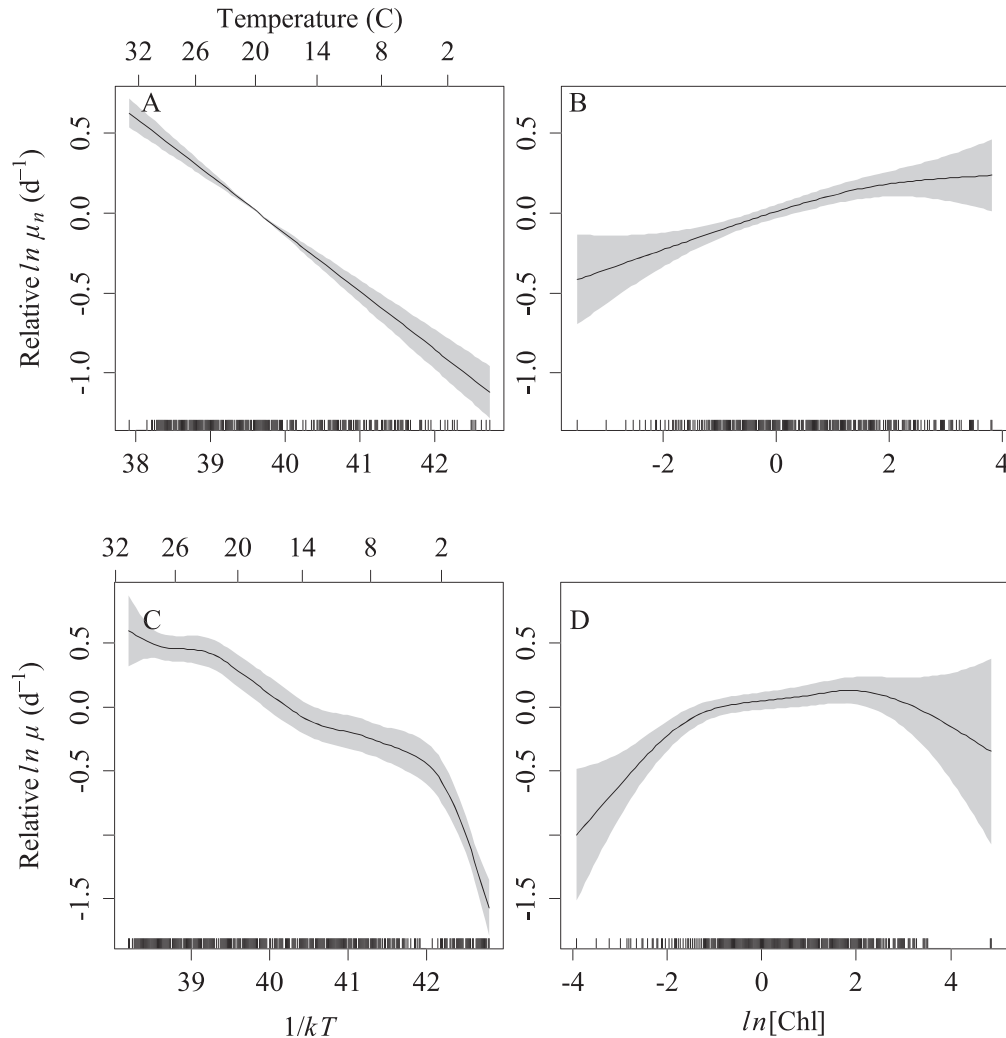 Temperature (C)
32 26 20 14 8 2
A
Relative ln μn (d−1)
0.5
0.0
-0.5
-1.0
38 39 40 41 42
B
0.5
0.0
-0.5
-1.0
-2 0 2 4
32 26 20 14 8 2
C
Relative ln μ (d−1)
0.5
0.0
-0.5
-1.5
39 40 41 42
1/kT
D
0.5
0.0
-0.5
-1.5
-4 -2 0 2 4
ln[Chl]